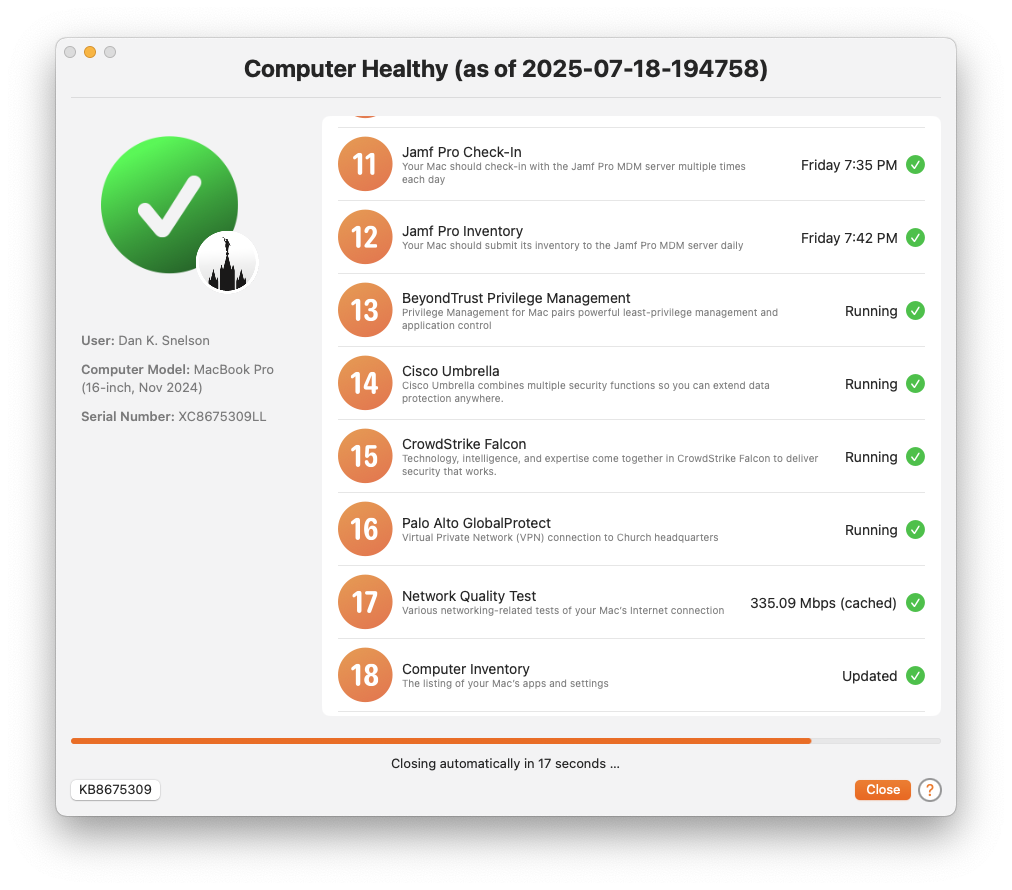 Computer Healthy (as of 2025-07-18-194758)
User: Dan K. Snelson
Computer Model: MacBook Pro
(16-inch, Nov 2024)
Serial Number: XC8675309LL
11
Jamf Pro Check-In
Your Mac should check-in with the Jamf Pro MDM server multiple times
each day
Friday 7:35 PM
12
Jamf Pro Inventory
Your Mac should submit its inventory to the Jamf Pro MDM server daily
Friday 7:42 PM
13
BeyondTrust Privilege Management
Privilege Management for Mac pairs powerful least-privilege management and
application control
Running
14
Cisco Umbrella
Cisco Umbrella combines multiple security functions so you can extend data
protection anywhere.
Running
15
CrowdStrike Falcon
Technology, intelligence, and expertise come together in CrowdStrike Falcon to deliver
security that works.
Running
16
Palo Alto GlobalProtect
Virtual Private Network (VPN) connection to Church headquarters
Running
17
Network Quality Test
Various networking-related tests of your Mac's Internet connection
335.09 Mbps (cached)
18
Computer Inventory
The listing of your Mac's apps and settings
Updated
Closing automatically in 17 seconds ...
KB8675309
Close
?